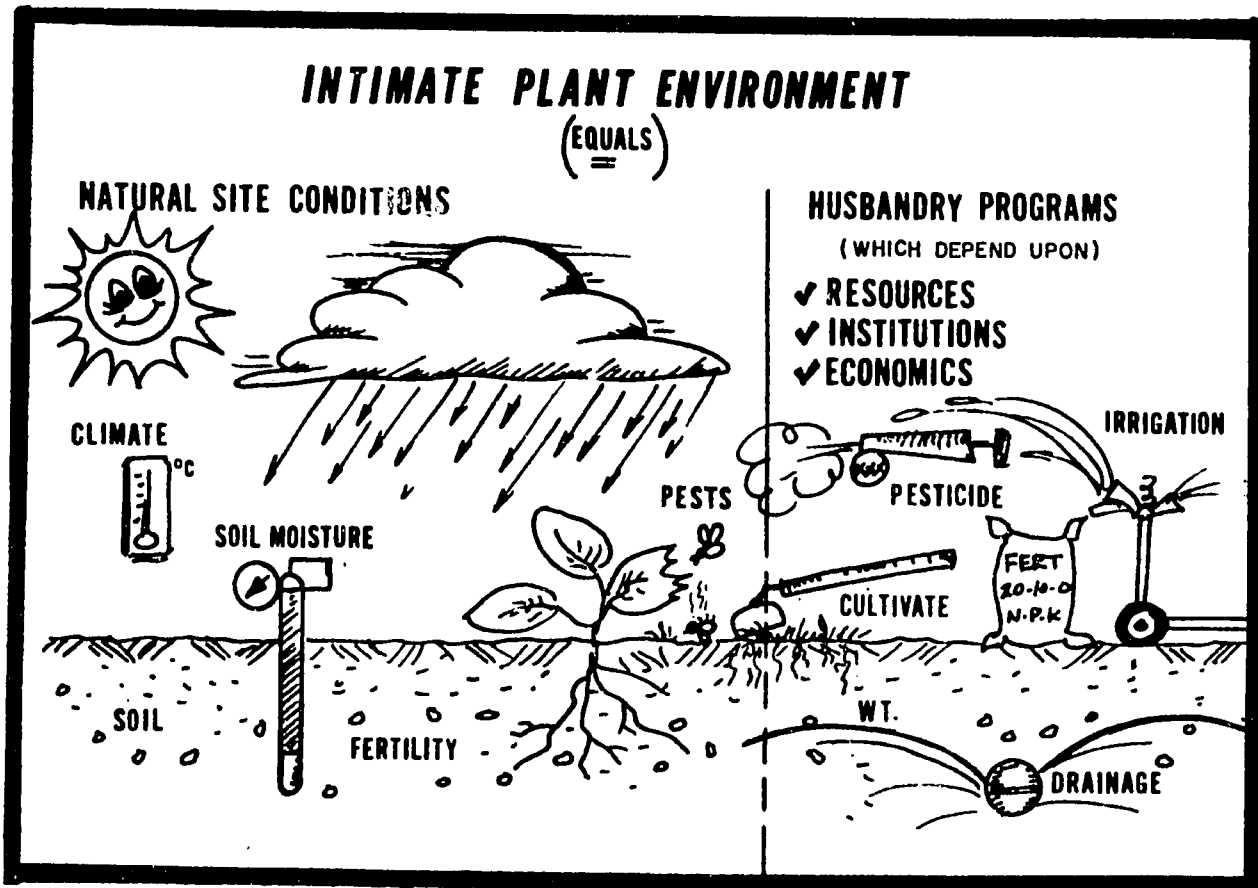 INTIMATE PLANT ENVIRONMENT
(EQUALS)
=
NATURAL SITE CONDITIONS
CLIMATE
°C
SOIL MOISTURE
PESTS
SOIL
FERTILITY
HUSBANDRY PROGRAMS
(WHICH DEPEND UPON)
✓ RESOURCES
✓ INSTITUTIONS
✓ ECONOMICS
IRRIGATION
PESTICIDE
CULTIVATE
FERT
20-10-0
N.P.K
WT.
DRAINAGE